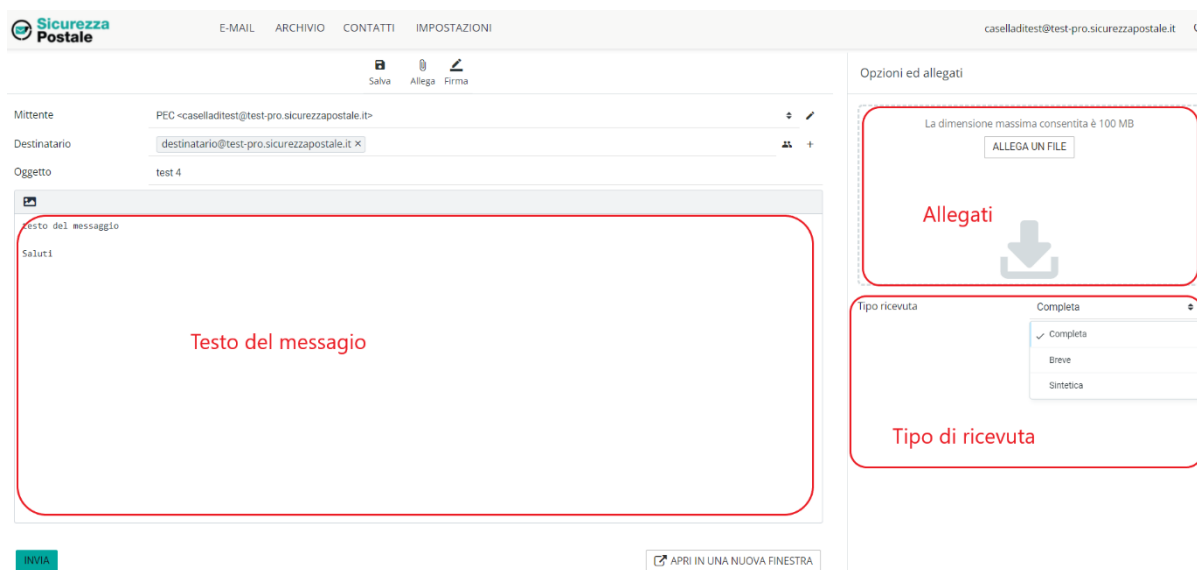 Sicurezza
Postale
E-MAIL ARCHIVIO CONTATTI IMPOSTAZIONI
caselladitest@test-pro.sicurezzapostale.it
Salva Allega Firma
Opzioni ed allegati
Mittente PEC <caselladitest@test-pro.sicurezzapostale.it>
Destinatario destinatario@test-pro.sicurezzapostale.it ×
Oggetto test 4
testo del messaggio
Saluti
Testo del messagio
La dimensione massima consentita è 100 MB
ALLEGA UN FILE
Allegati
Tipo ricevuta Completa
Completa
Breve
Sintetica
Tipo di ricevuta
INVIA
APRI IN UNA NUOVA FINESTRA